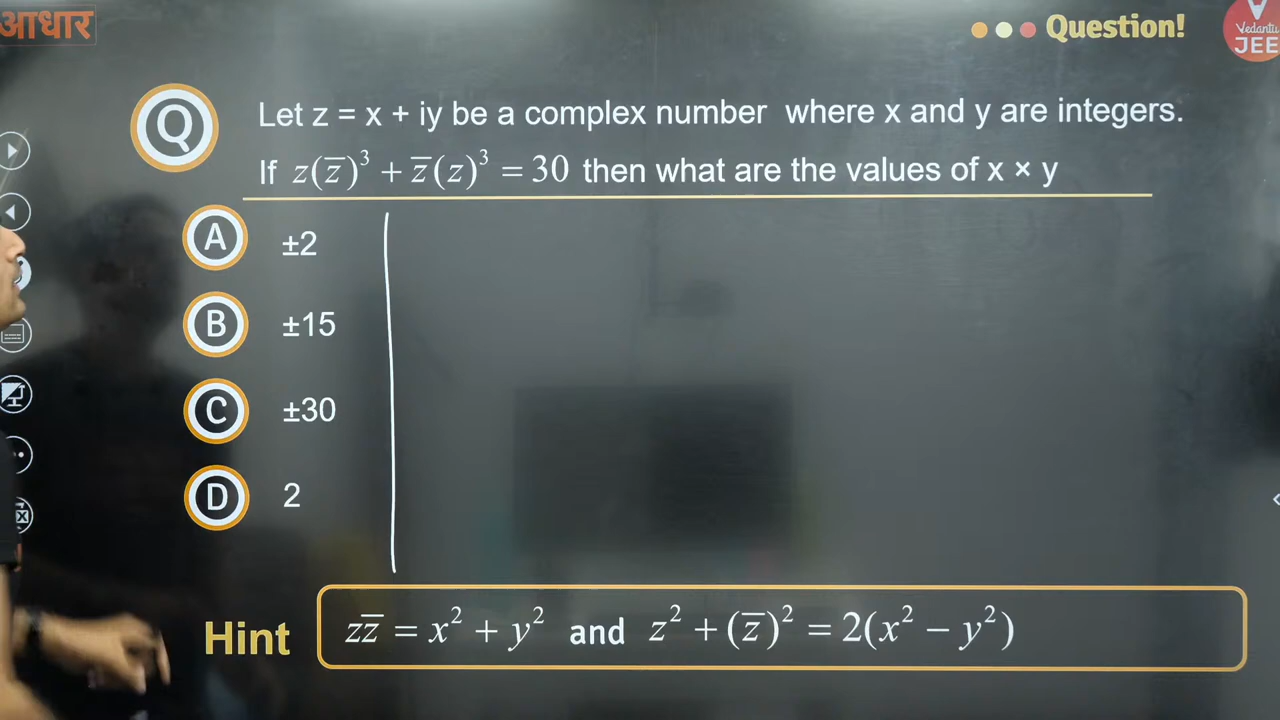 आधार
Question!
Vedantu
JEE
Q
Let z = x + iy be a complex number where x and y are integers.
If z(z̅)³ + z̅(z)³ = 30 then what are the values of x × y
A ±2
B ±15
C ±30
D 2
Hint
zz̅ = x² + y² and z² + (z̅)² = 2(x² − y²)